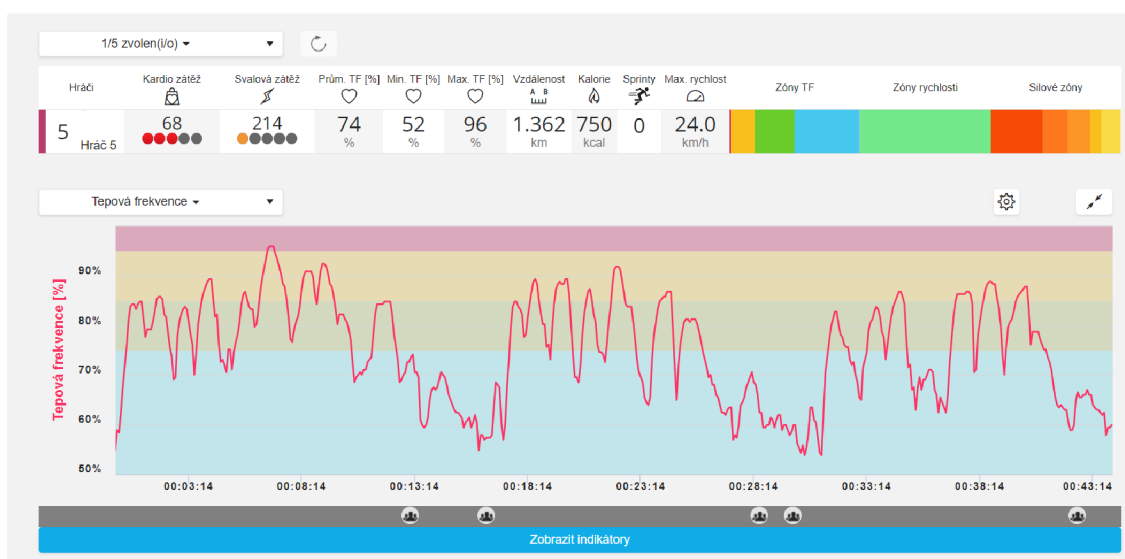 1/5 zvolen(i/o)
Hráči
Kardio zátěž
Svalová zátěž
Prům. TF [%]
Min. TF [%]
Max. TF [%]
Vzdálenost
Kalorie
Sprinty
Max. rychlost
Zóny TF
Zóny rychlosti
Silové zóny
A B
5
Hráč 5
68
214
74
%
52
%
96
%
1.362
km
750
kcal
0
24.0
km/h
Tepová frekvence
Tepová frekvence [%]
90%
80%
70%
60%
50%
00:03:14 00:08:14 00:13:14 00:18:14 00:23:14 00:28:14 00:33:14 00:38:14 00:43:14
Zobrazit indikátory